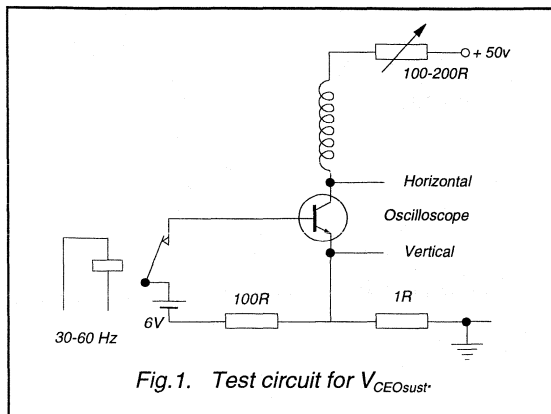 + 50v
100-200R
Horizontal
Oscilloscope
Vertical
100R
1R
6V
30-60 Hz
Fig.1. Test circuit for VCEOsust.